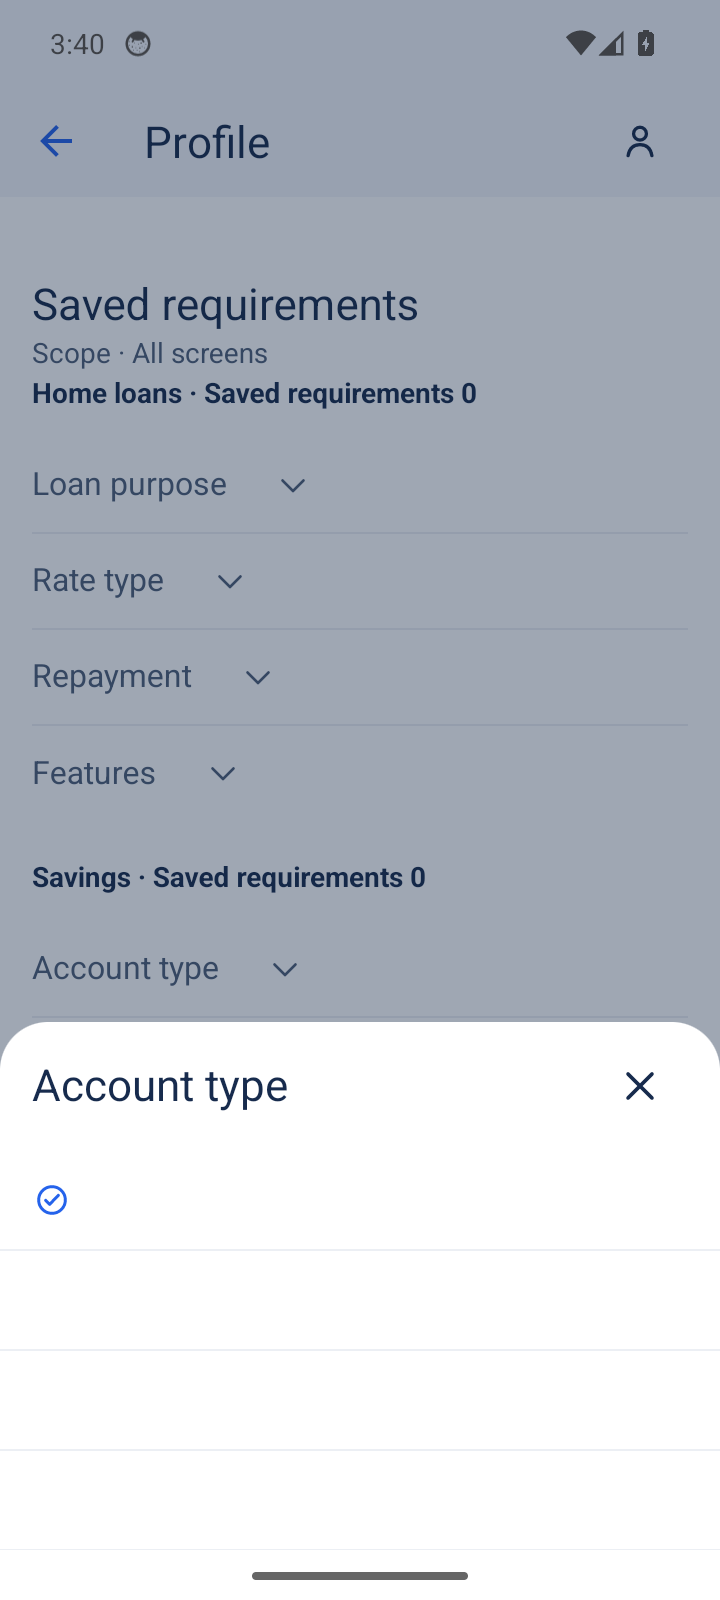 3:40
Profile
Saved requirements
Scope · All screens
Home loans · Saved requirements 0
Loan purpose
Rate type
Repayment
Features
Savings · Saved requirements 0
Account type
Account type